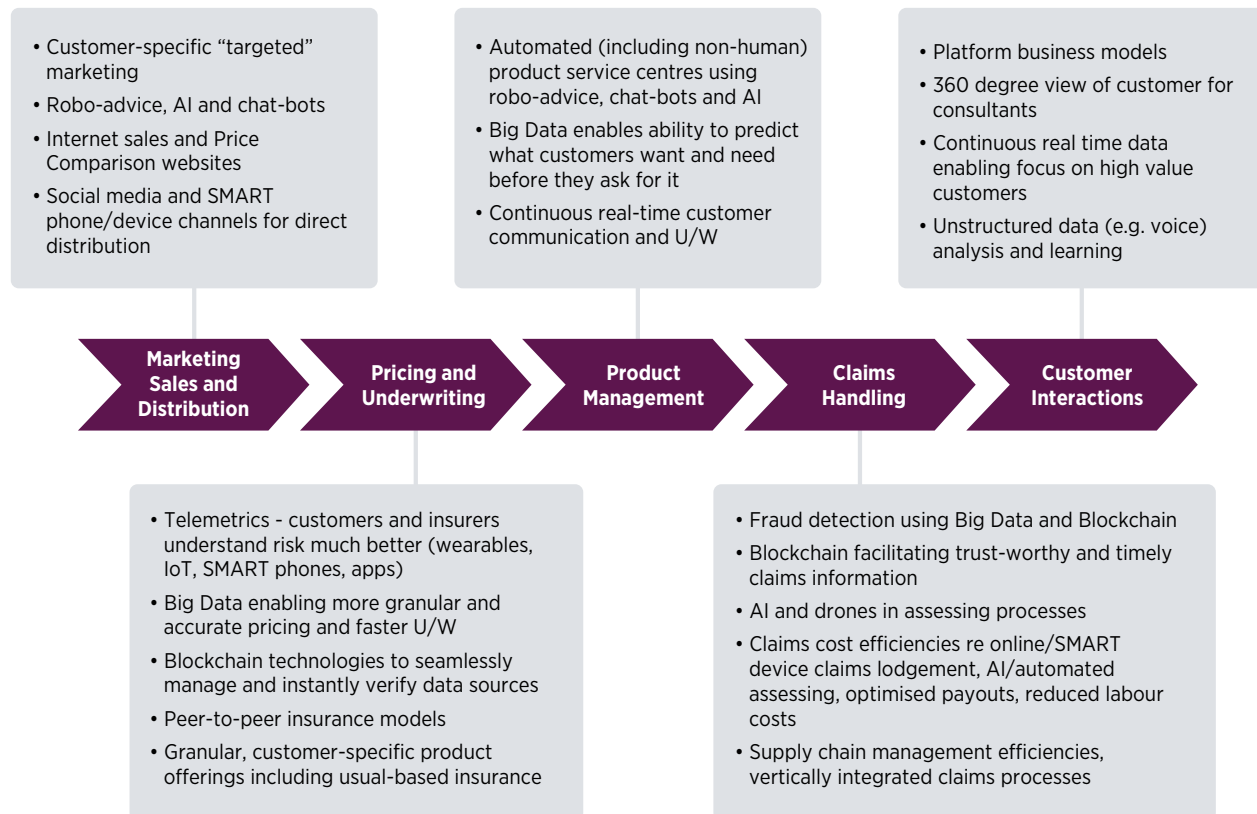 • Customer-specific “targeted”
marketing
• Robo-advice, AI and chat-bots
• Internet sales and Price
Comparison websites
• Social media and SMART
phone/device channels for direct
distribution
• Automated (including non-human)
product service centres using
robo-advice, chat-bots and AI
• Big Data enables ability to predict
what customers want and need
before they ask for it
• Continuous real-time customer
communication and U/W
• Platform business models
• 360 degree view of customer for
consultants
• Continuous real time data
enabling focus on high value
customers
• Unstructured data (e.g. voice)
analysis and learning
Marketing
Sales and
Distribution
Pricing and
Underwriting
Product
Management
Claims
Handling
Customer
Interactions
• Telemetrics - customers and insurers
understand risk much better (wearables,
IoT, SMART phones, apps)
• Big Data enabling more granular and
accurate pricing and faster U/W
• Blockchain technologies to seamlessly
manage and instantly verify data sources
• Peer-to-peer insurance models
• Granular, customer-specific product
offerings including usual-based insurance
• Fraud detection using Big Data and Blockchain
• Blockchain facilitating trust-worthy and timely
claims information
• AI and drones in assessing processes
• Claims cost efficiencies re online/SMART
device claims lodgement, AI/automated
assessing, optimised payouts, reduced labour
costs
• Supply chain management efficiencies,
vertically integrated claims processes